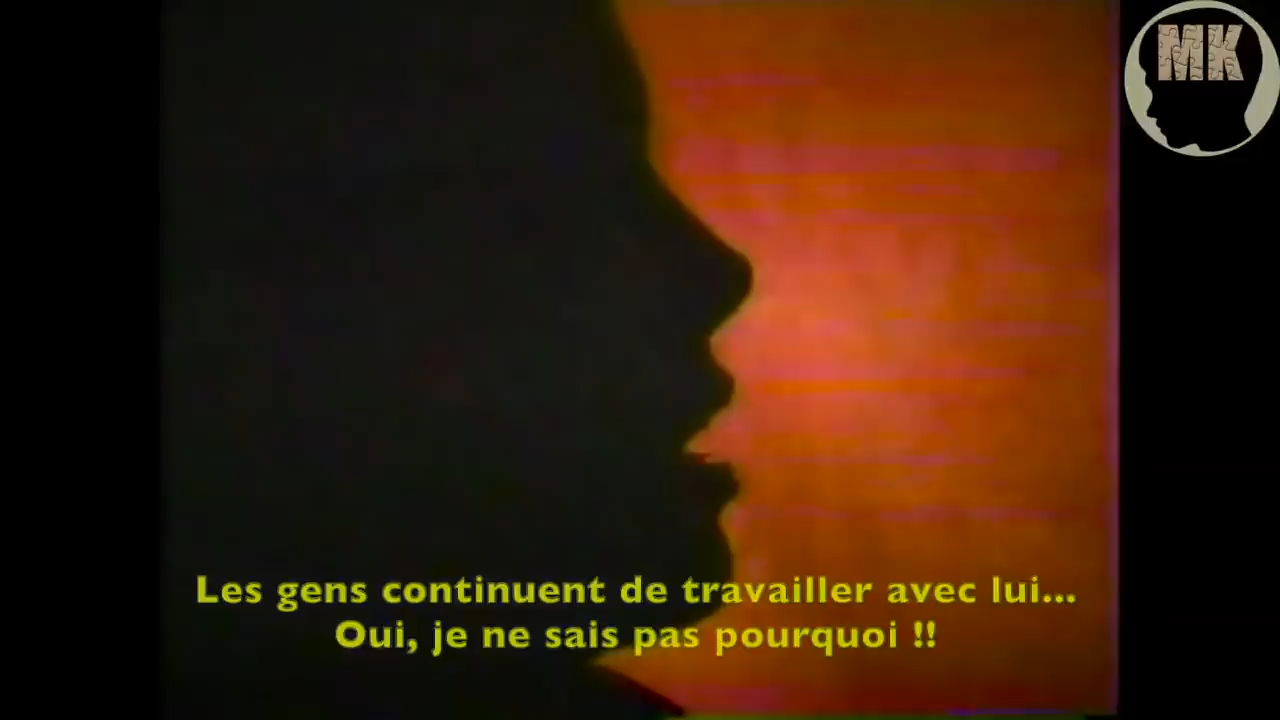 MK
Les gens continuent de travailler avec lui...
Oui, je ne sais pas pourquoi !!